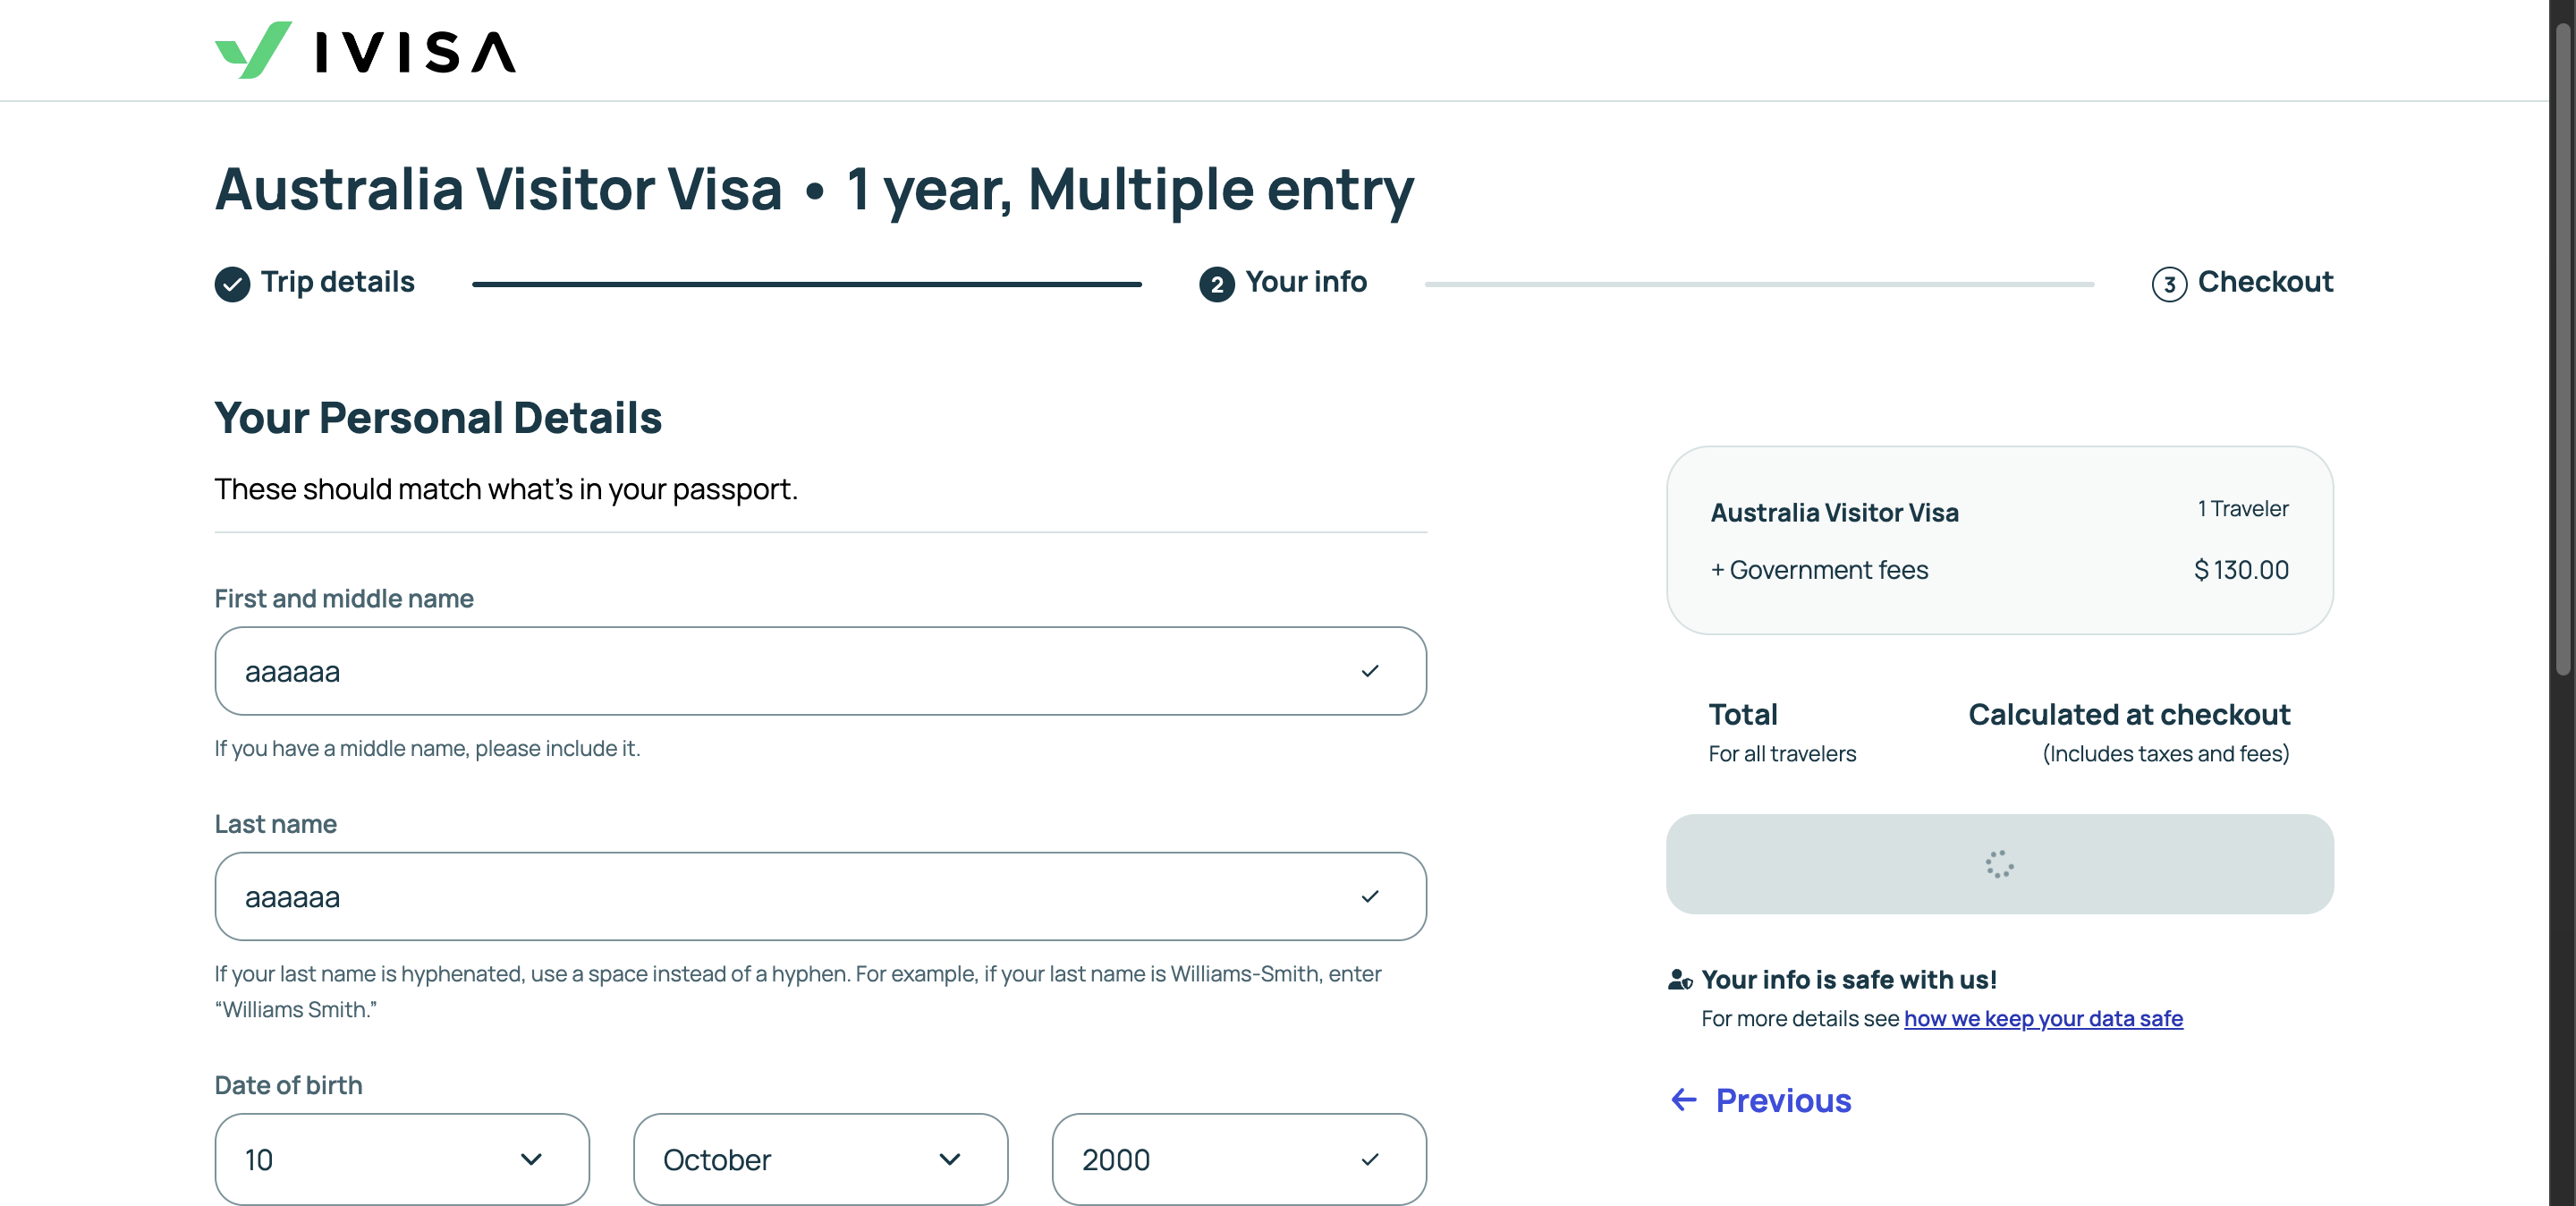 IVISA
Australia Visitor Visa • 1 year, Multiple entry
Trip details
2 Your info
3 Checkout
Your Personal Details
These should match what's in your passport.
First and middle name
aaaaaa
If you have a middle name, please include it.
Last name
aaaaaa
If your last name is hyphenated, use a space instead of a hyphen. For example, if your last name is Williams-Smith, enter
“Williams Smith.”
Date of birth
10
October
2000
Australia Visitor Visa
1 Traveler
+ Government fees
$ 130.00
Total
Calculated at checkout
For all travelers
(Includes taxes and fees)
Your info is safe with us!
For more details see how we keep your data safe
← Previous